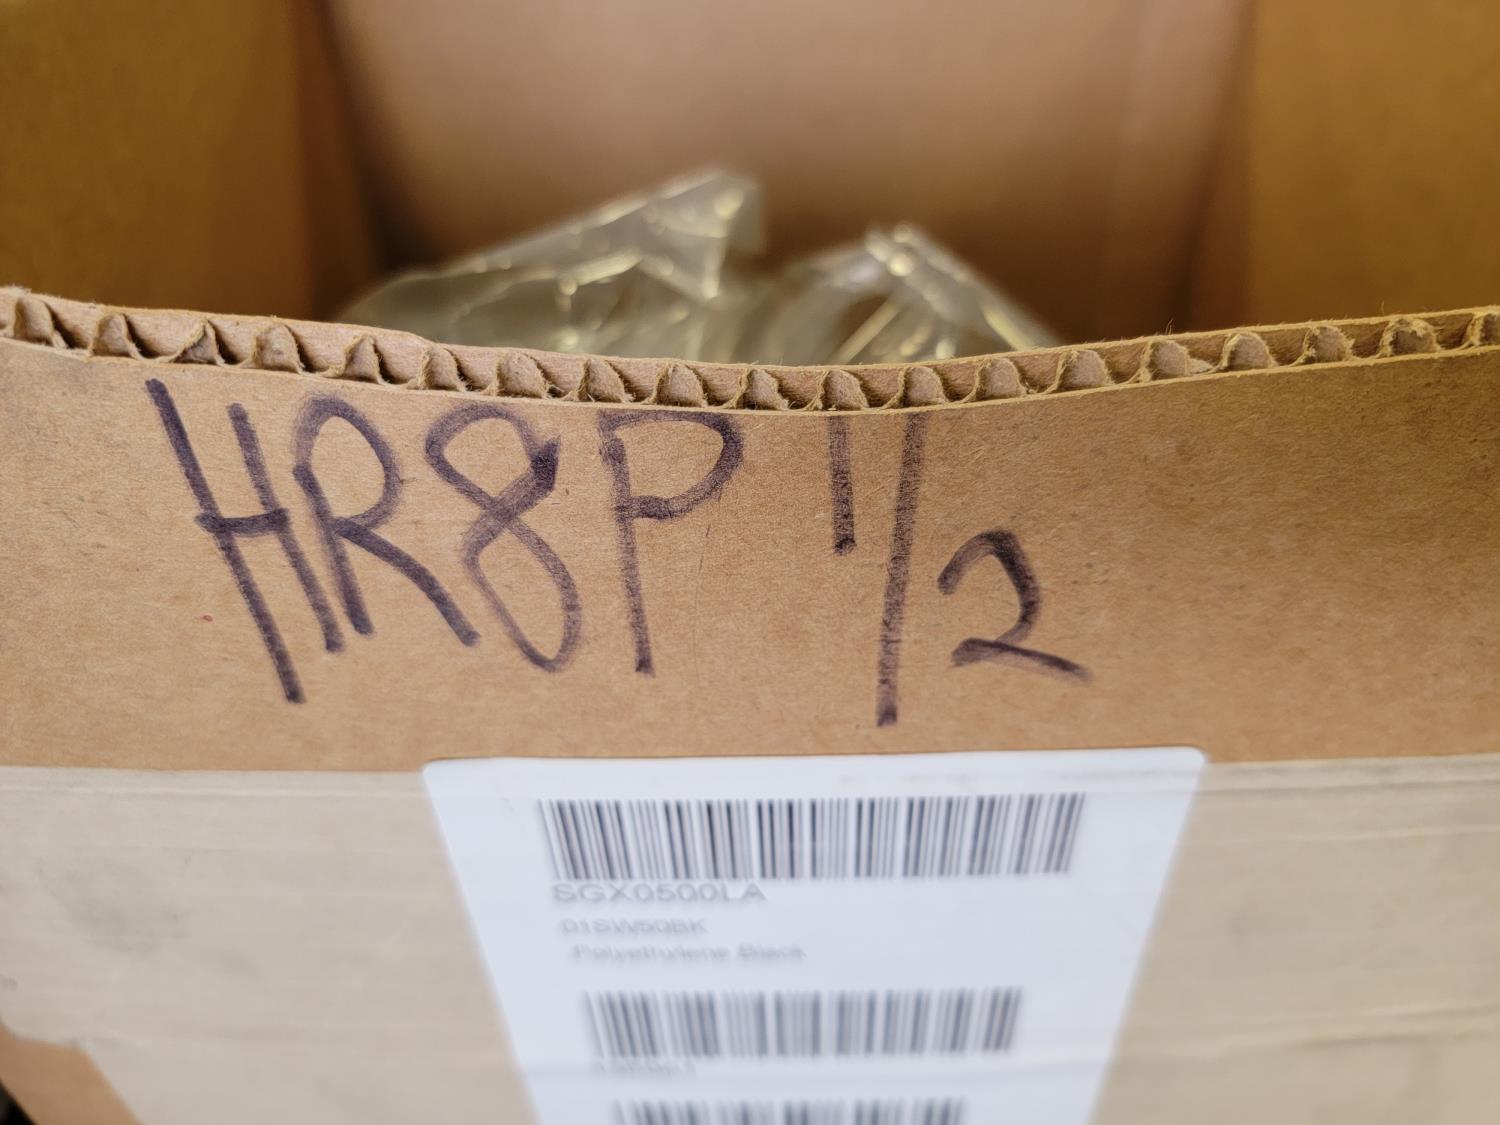 HR8P 1/2
SGX0500LA
01SW50BK
Polyethylene Black